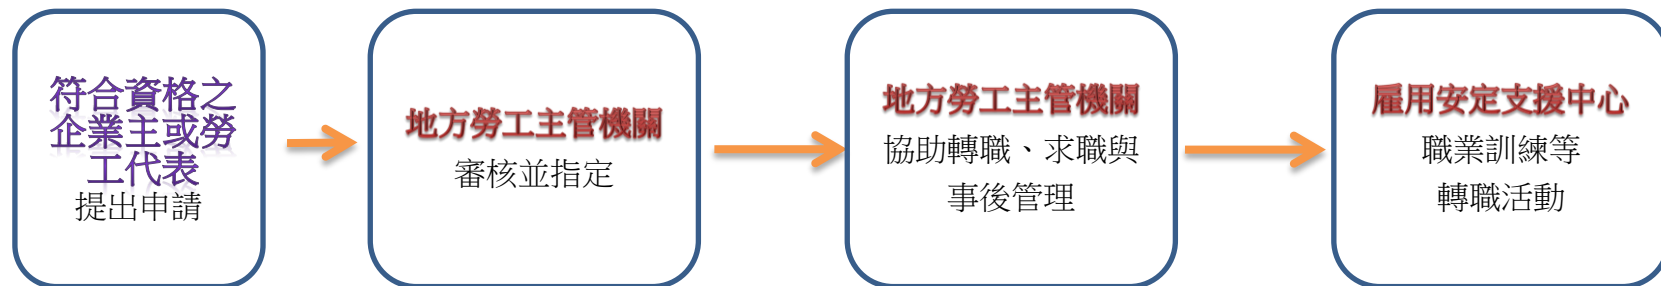 符合資格之
企業主或勞
工代表
提出申請
地方勞工主管機關
審核並指定
地方勞工主管機關
協助轉職、求職與
事後管理
雇用安定支援中心
職業訓練等
轉職活動